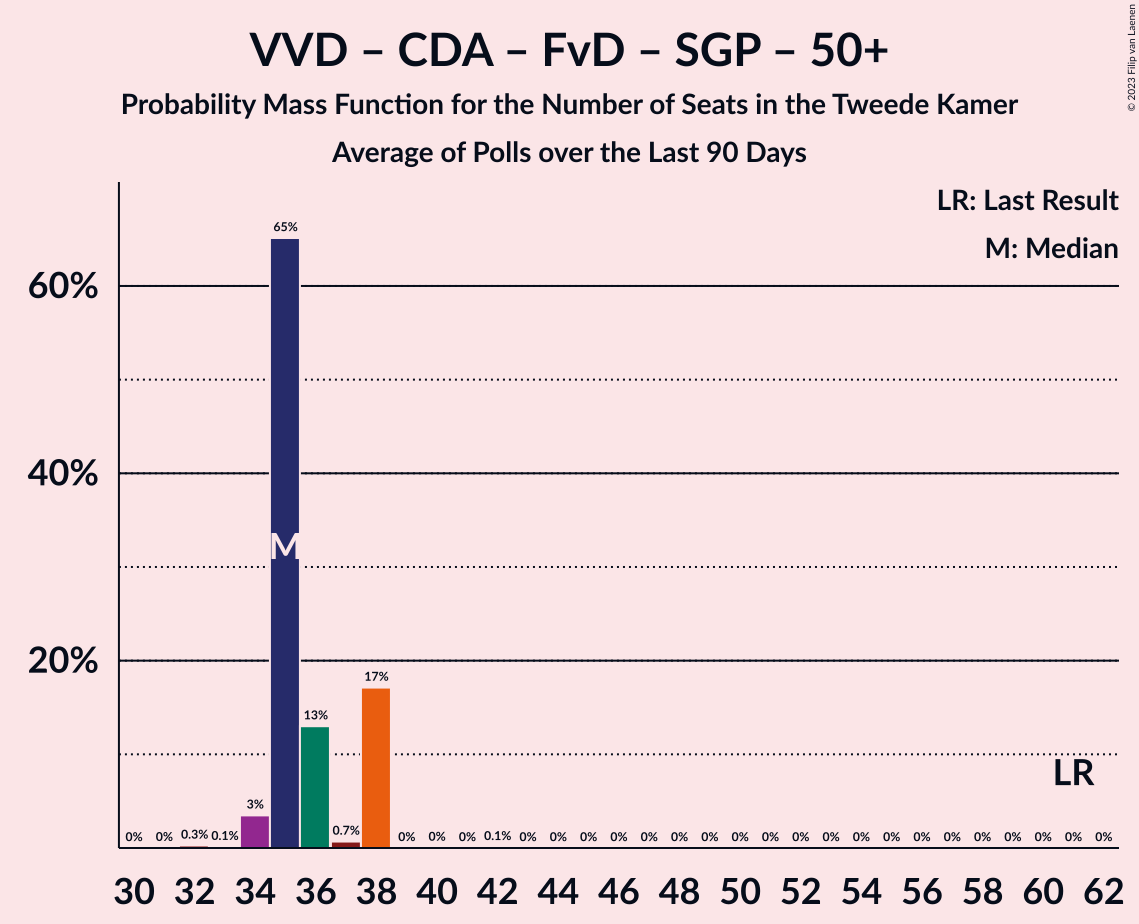 VVD – CDA – FvD – SGP – 50+
Probability Mass Function for the Number of Seats in the Tweede Kamer
Average of Polls over the Last 90 Days
© 2023 Filip van Laenen
LR: Last Result
M: Median
60%
40%
20%
65%
M
17%
13%
LR
3%
0% 0% 0.3% 0.1% 0.7% 0% 0% 0% 0.1% 0% 0% 0% 0% 0% 0% 0% 0% 0% 0% 0% 0% 0% 0% 0% 0% 0% 0% 0% 0%
30 32 34 36 38 40 42 44 46 48 50 52 54 56 58 60 62